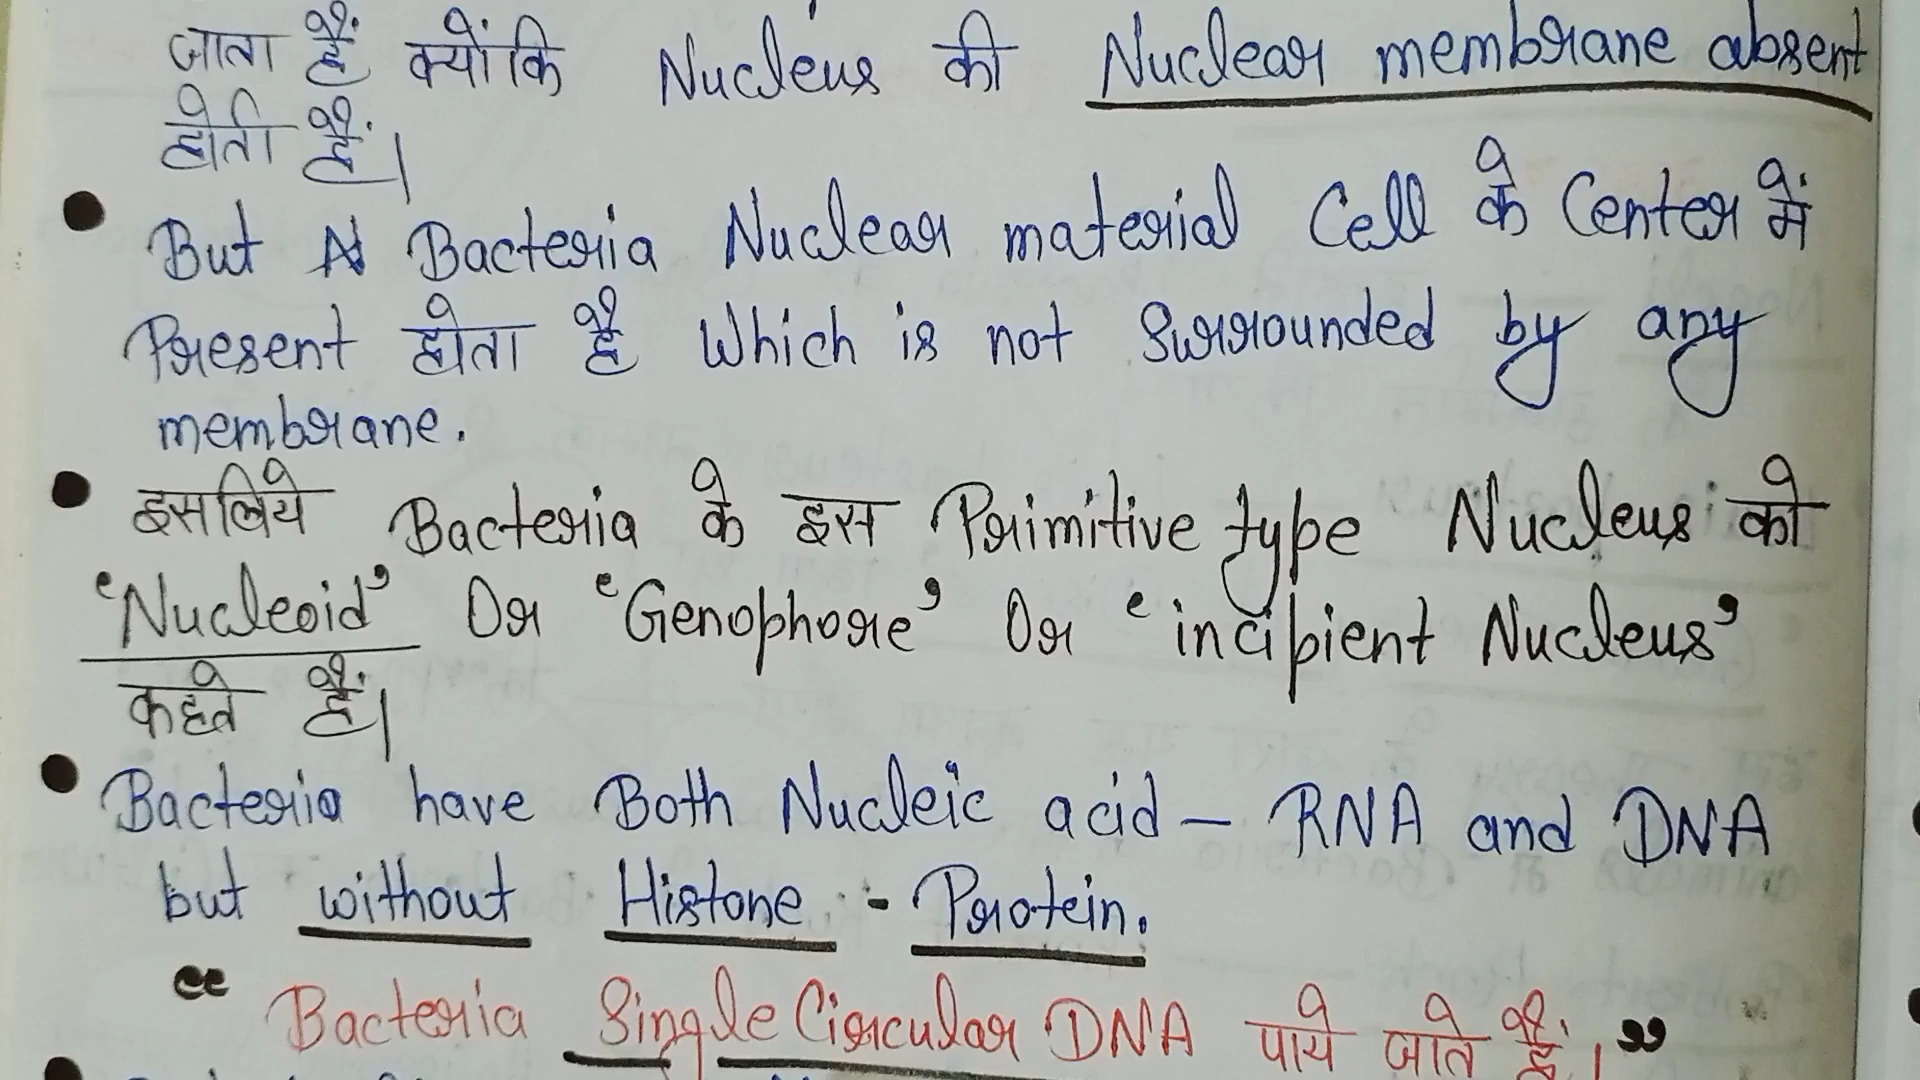 जाता हैं क्योंकि Nucleus की Nuclear membrane absent
होती हैं।
But Bacteria Nuclear material Cell के Center में
Present होता है which is not surrounded by any
membrane.
इसलिये Bacteria के इस Primitive type Nucleus को
'Nucleoid' Or 'Genophore' Or 'incipient Nucleus'
कहते हैं।
Bacteria have Both Nucleic acid – RNA and DNA
but without Histone :- Protein.
" Bacteria Single Circular DNA पाये जाते हैं। "